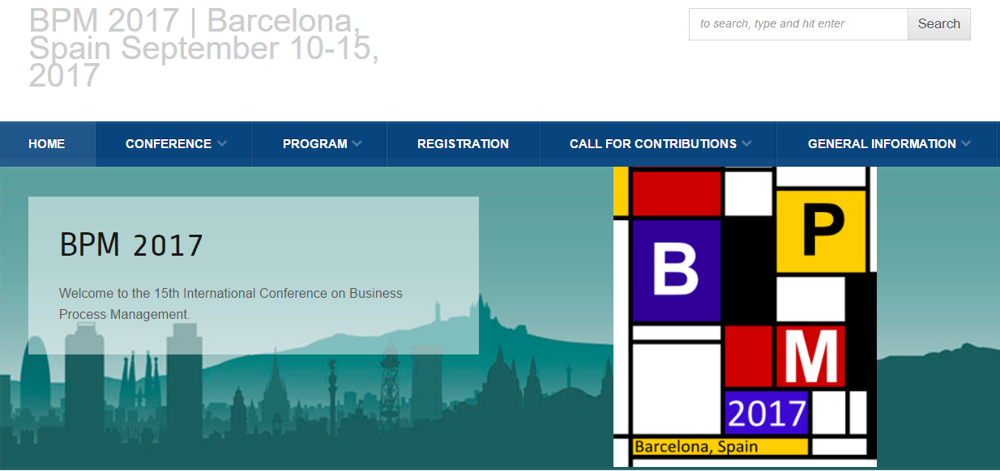 BPM 2017 | Barcelona,
Spain September 10-15,
2017
to search, type and hit enter
Search
HOME
CONFERENCE
PROGRAM
REGISTRATION
CALL FOR CONTRIBUTIONS
GENERAL INFORMATION
BPM 2017
Welcome to the 15th International Conference on Business
Process Management.
P
B
M
2017
Barcelona, Spain